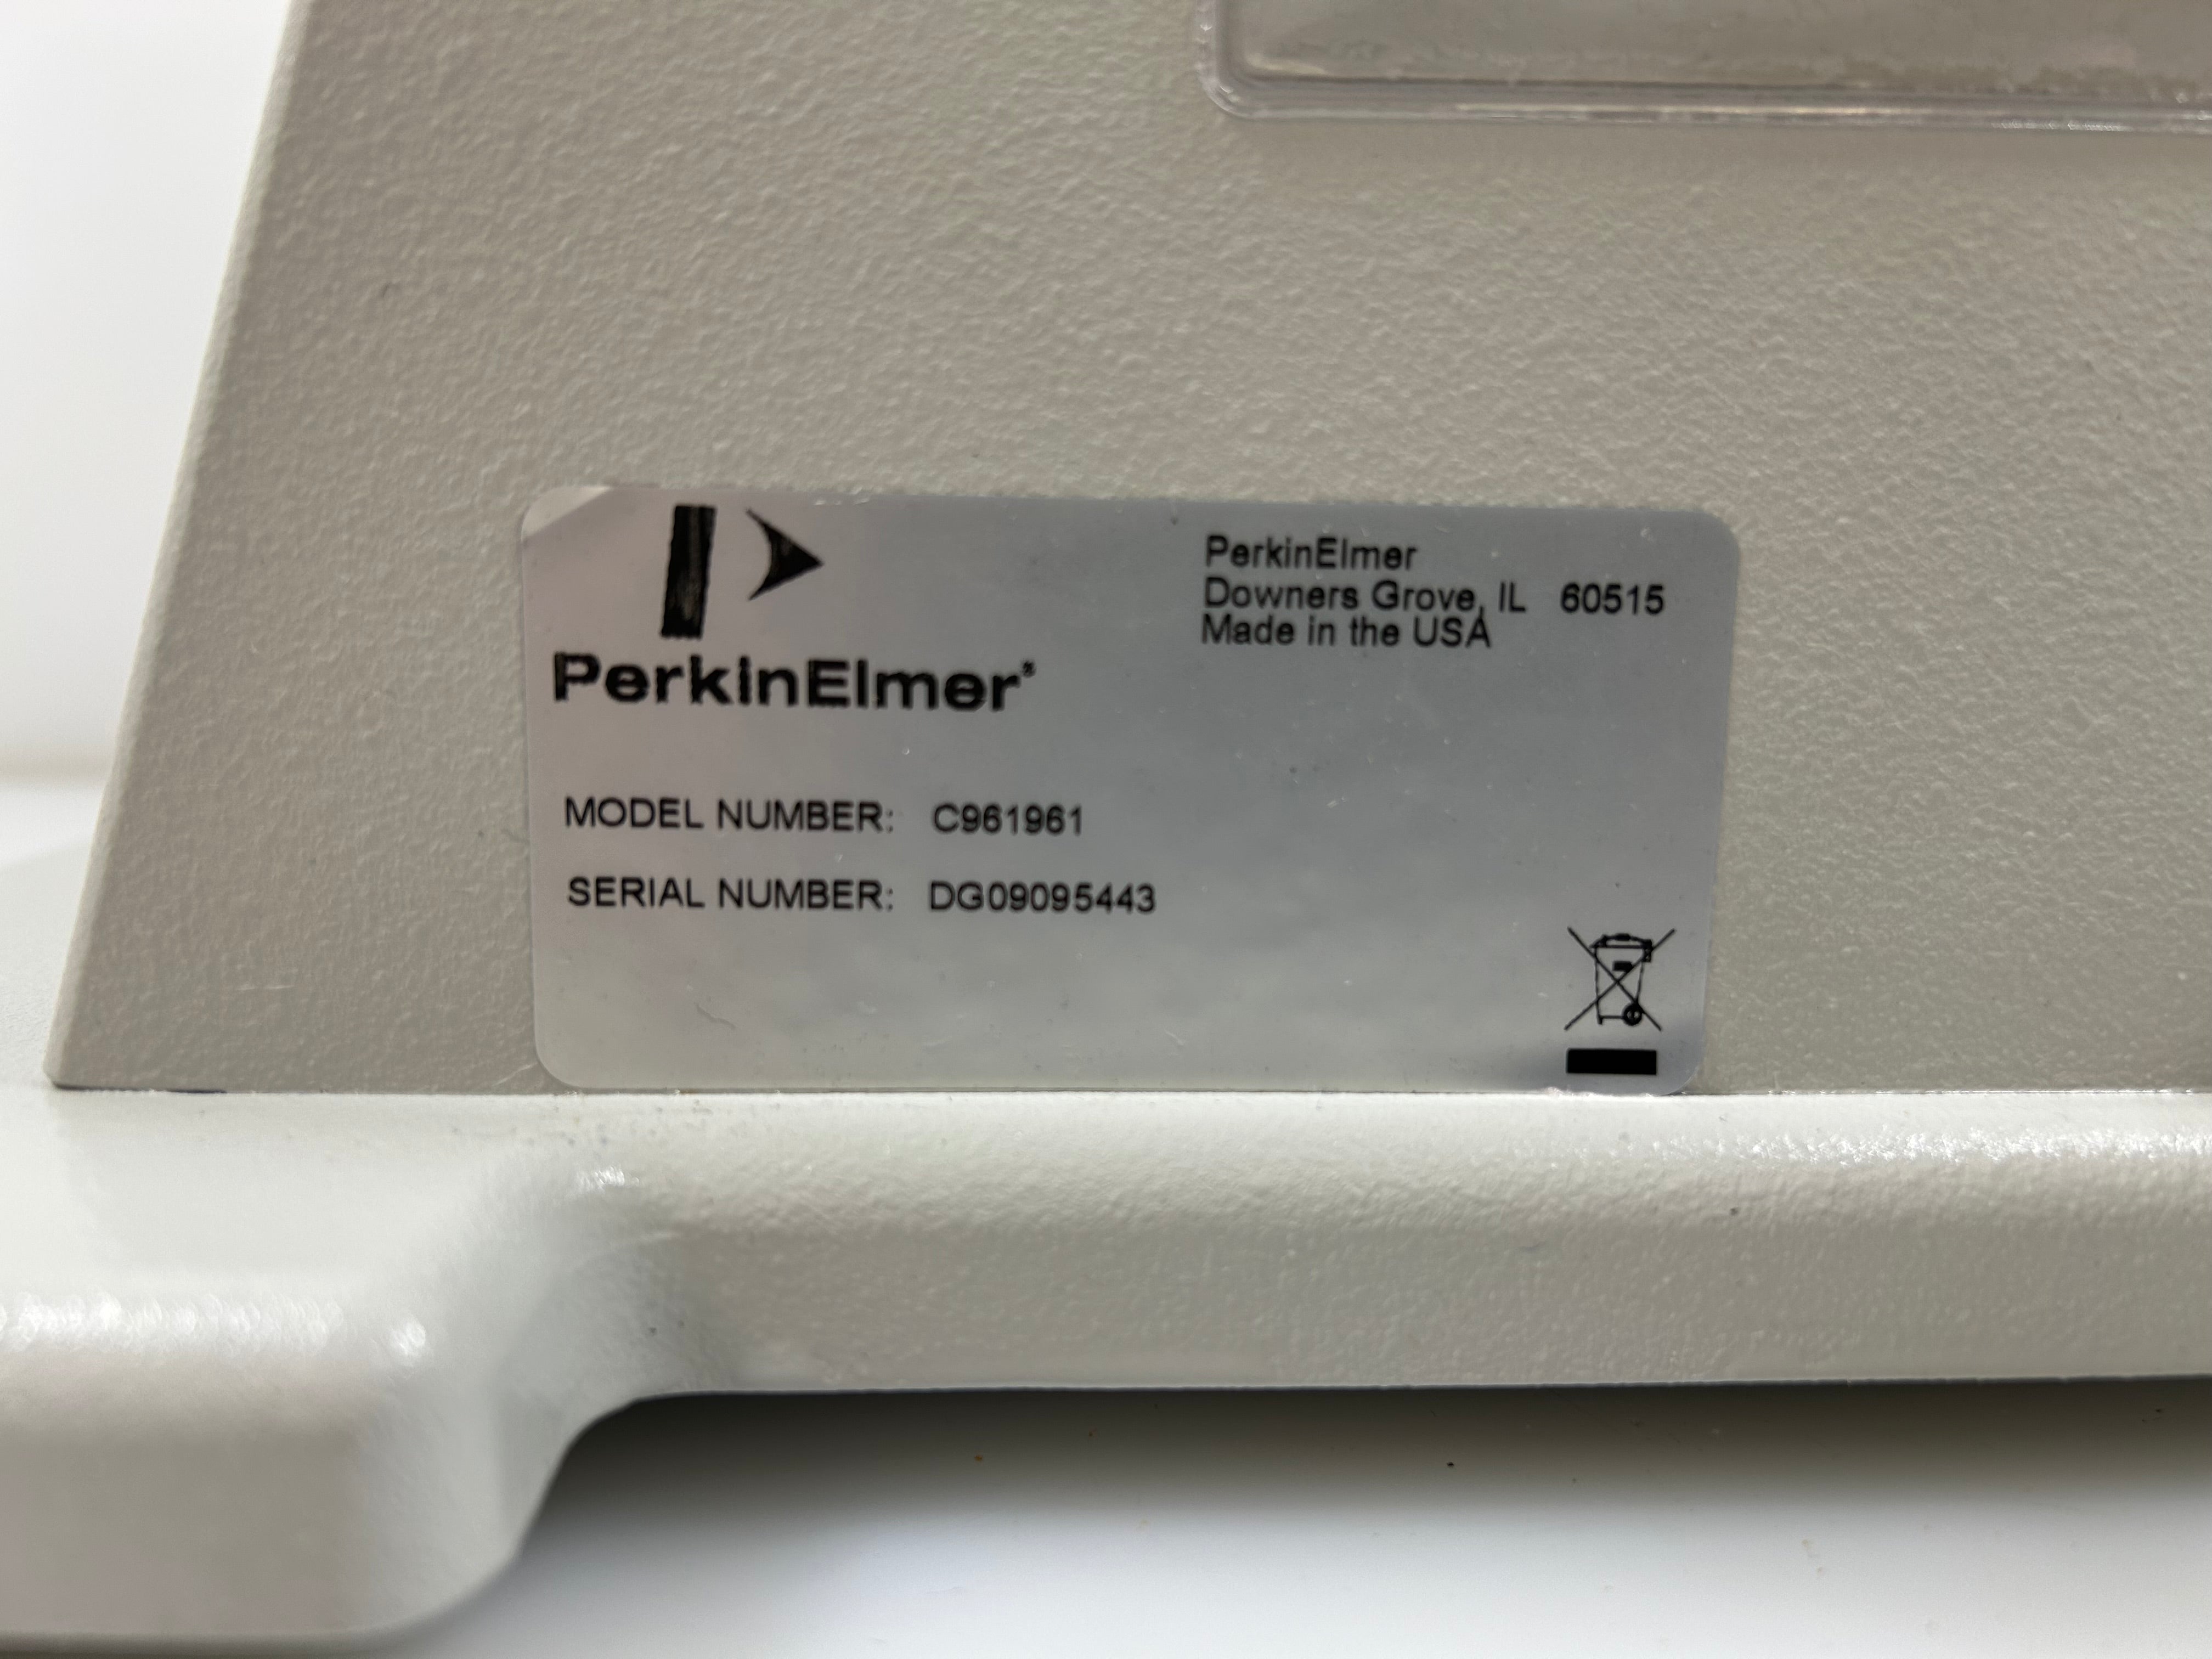 PerkinElmer®
PerkinElmer
Downers Grove, IL 60515
Made in the USA
MODEL NUMBER: C961961
SERIAL NUMBER: DG09095443